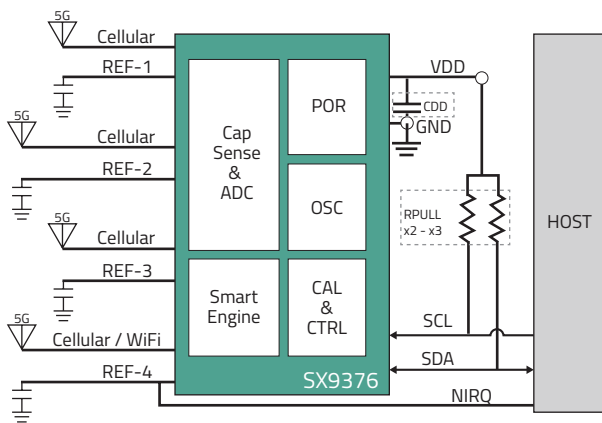 5G
Cellular
REF-1
5G
Cellular
REF-2
5G
Cellular
REF-3
5G
Cellular / WiFi
REF-4
Cap
Sense
&
ADC
POR
OSC
Smart
Engine
CAL
&
CTRL
SX9376
VDD
CDD
GND
RPULL
x2 - x3
SCL
SDA
NIRQ
HOST